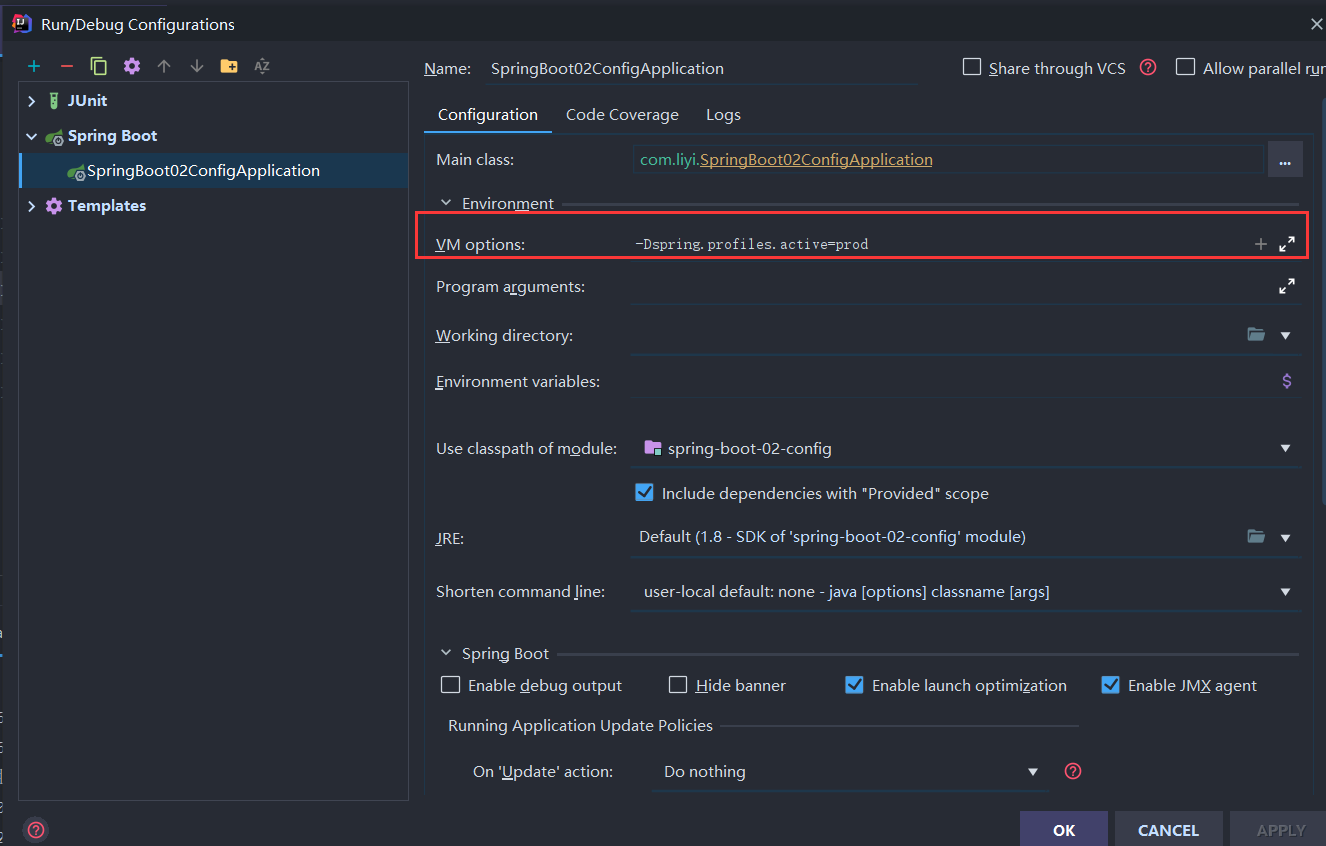 Run/Debug Configurations
Name: SpringBoot02ConfigApplication
Share through VCS
Allow parallel run
JUnit
Spring Boot
SpringBoot02ConfigApplication
Templates
Configuration Code Coverage Logs
Main class: com.liyi.SpringBoot02ConfigApplication ...
Environment
VM options: -Dspring.profiles.active=prod
Program arguments:
Working directory:
Environment variables:
Use classpath of module: spring-boot-02-config
Include dependencies with "Provided" scope
JRE: Default (1.8 - SDK of 'spring-boot-02-config' module)
Shorten command line: user-local default: none - java [options] classname [args]
Spring Boot
Enable debug output Hide banner Enable launch optimization Enable JMX agent
Running Application Update Policies
On 'Update' action: Do nothing
OK CANCEL APPLY